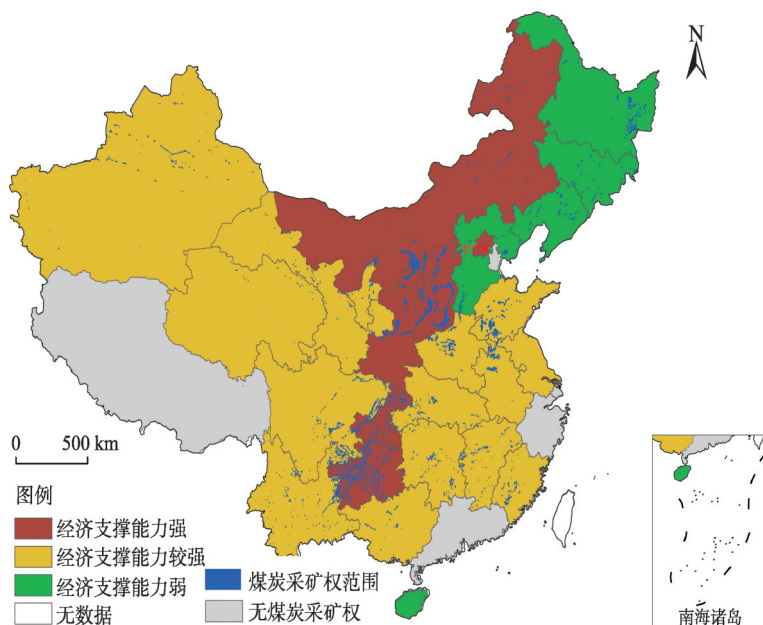 N
0 500 km
图例
经济支撑能力强
经济支撑能力较强
经济支撑能力弱
无数据
煤炭采矿权范围
无煤炭采矿权
南海诸岛